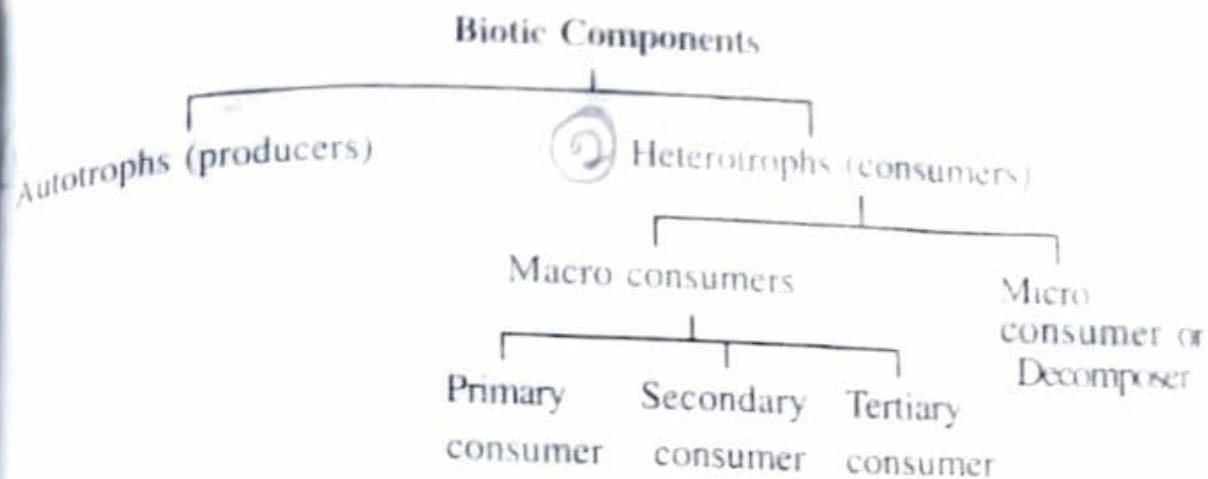 Biotic Components
Autotrophs (producers)
Heterotrophs (consumers)
Macro consumers
Micro
consumer or
Decomposer
Primary
consumer
Secondary
consumer
Tertiary
consumer